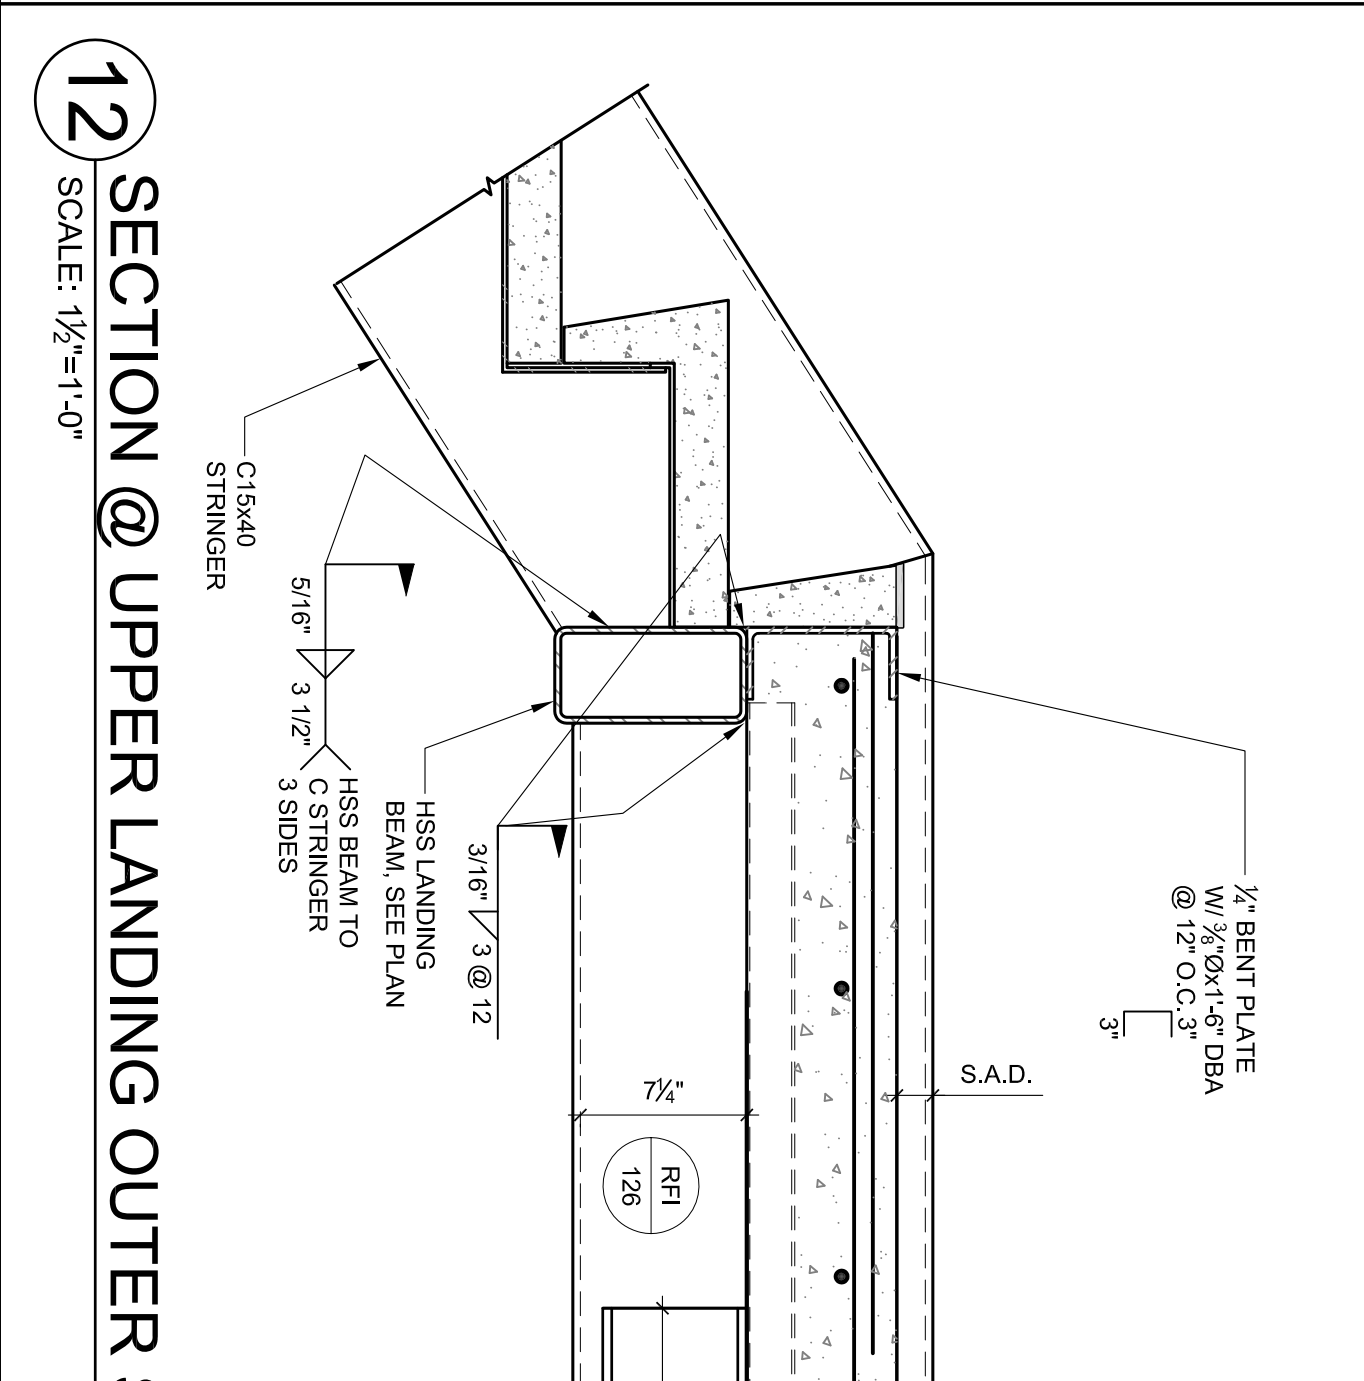 12
SECTION @ UPPER LANDING OUTER
SCALE: 1½"=1'-0"
C15x40
STRINGER
5/16"
3 1/2"
HSS BEAM TO
C STRINGER
3 SIDES
HSS LANDING
BEAM, SEE PLAN
3/16"
3 @ 12
¼" BENT PLATE
W/ ⅜"Øx1'-6" DBA
@ 12" O.C.
3"
3"
S.A.D.
7¼"
RFI
126